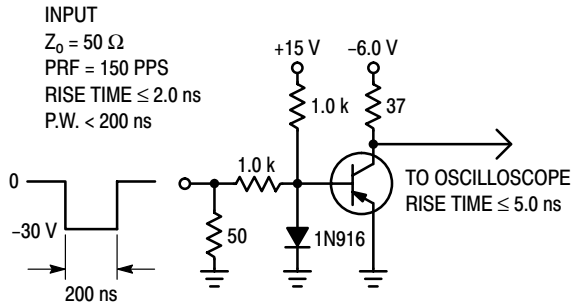 INPUT
Z₀ = 50 Ω
PRF = 150 PPS
RISE TIME ≤ 2.0 ns
P.W. < 200 ns
+15 V
−6.0 V
1.0 k
37
1.0 k
0
TO OSCILLOSCOPE
RISE TIME ≤ 5.0 ns
−30 V
50
1N916
200 ns